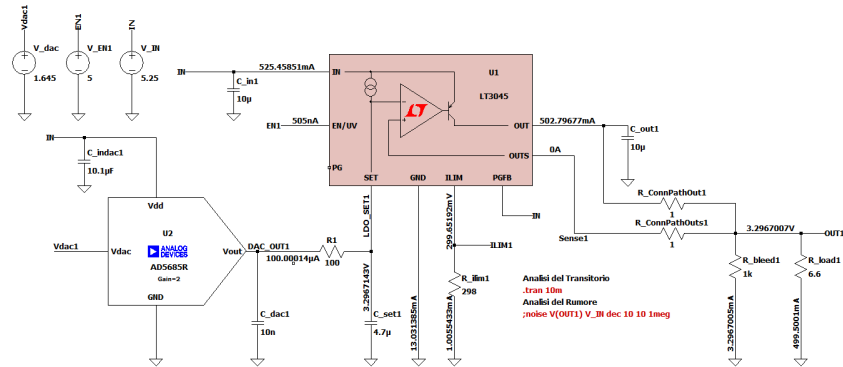 Vdac1
V_dac
1.645
EN1
V_EN1
5
IN
V_IN
5.25
IN
525.45851mA
C_in1
10µ
EN1
505nA
IN
EN/UV
PG
SET
GND
ILIM
PGFB
OUT
OUTS
U1
LT3045
502.79677mA
0A
C_out1
10µ
IN
C_indac1
10.1µF
Vdd
U2
ANALOG
DEVICES
AD5685R
Gain=2
Vdac1
Vdac
Vout
GND
DAC_OUT1
100.00014µA
R1
100
LDO_SET1
3.2967143V
C_dac1
10n
C_set1
4.7µ
13.031385mA
299.65192mV
ILIM1
R_ilim1
298
1.0055433mA
IN
Sense1
R_ConnPathOut1
1
R_ConnPathOuts1
1
3.2967007V
OUT1
R_bleed1
1k
3.2967005mA
R_load1
6.6
499.5001mA
Analisi del Transitorio
.tran 10m
Analisi del Rumore
;noise V(OUT1) V_IN dec 10 10 1meg